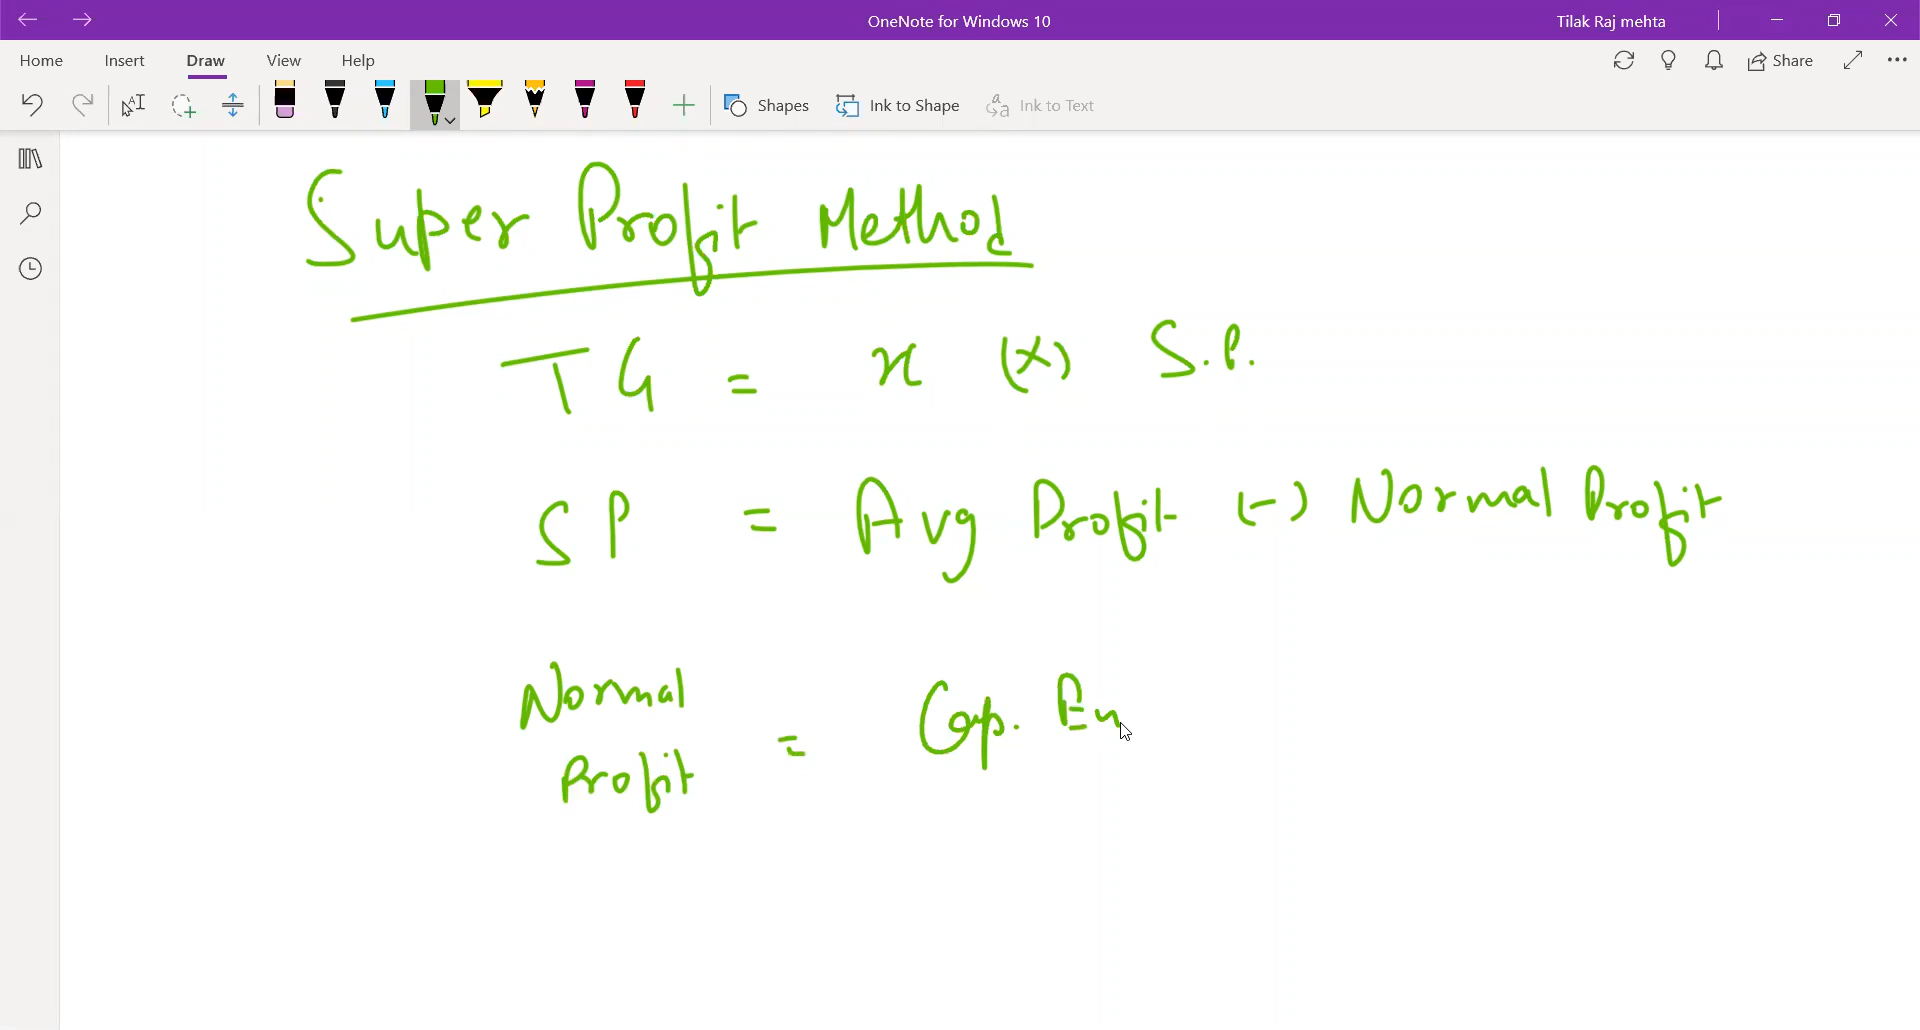 OneNote for Windows 10
Tilak Raj mehta
Home Insert Draw View Help
Share
Shapes Ink to Shape Ink to Text
Super Profit Method
TG = n (x) S.P.
SP = Avg Profit (-) Normal Profit
Normal
Profit = Cap. En